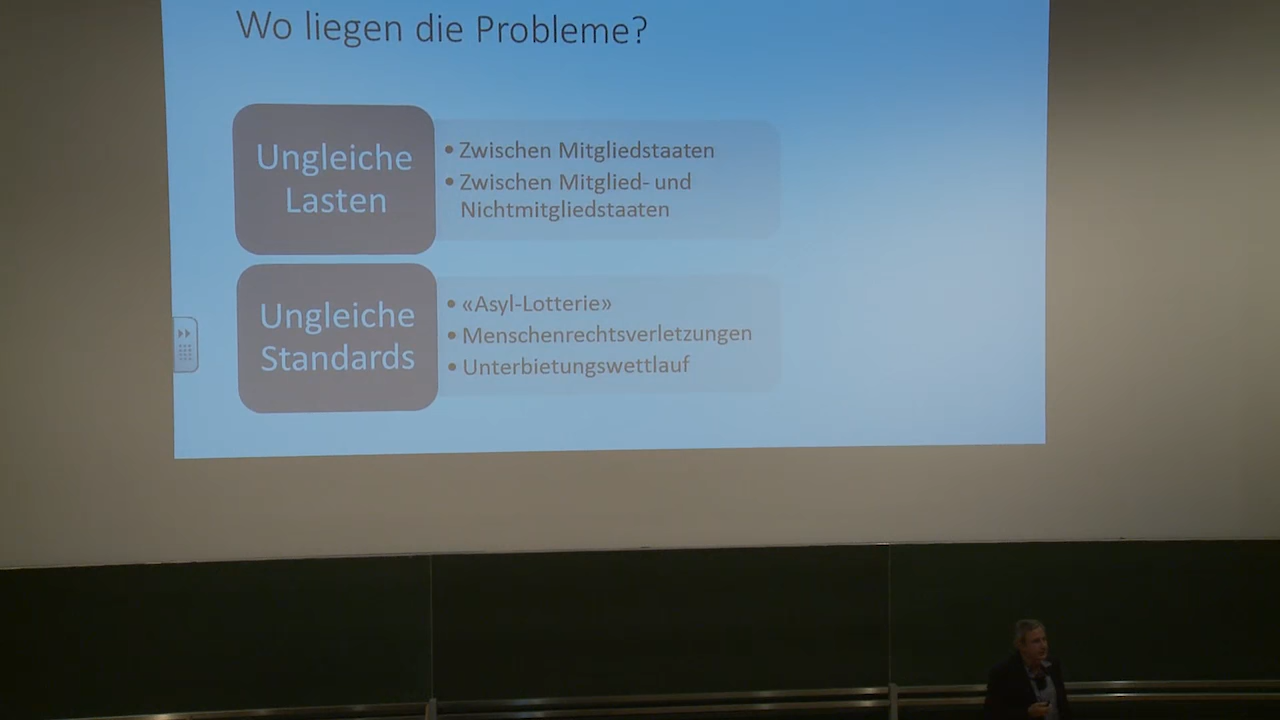 Wo liegen die Probleme?
Ungleiche
Lasten
• Zwischen Mitgliedstaaten
• Zwischen Mitglied- und
Nichtmitgliedstaaten
Ungleiche
Standards
• «Asyl-Lotterie»
• Menschenrechtsverletzungen
• Unterbietungswettlauf